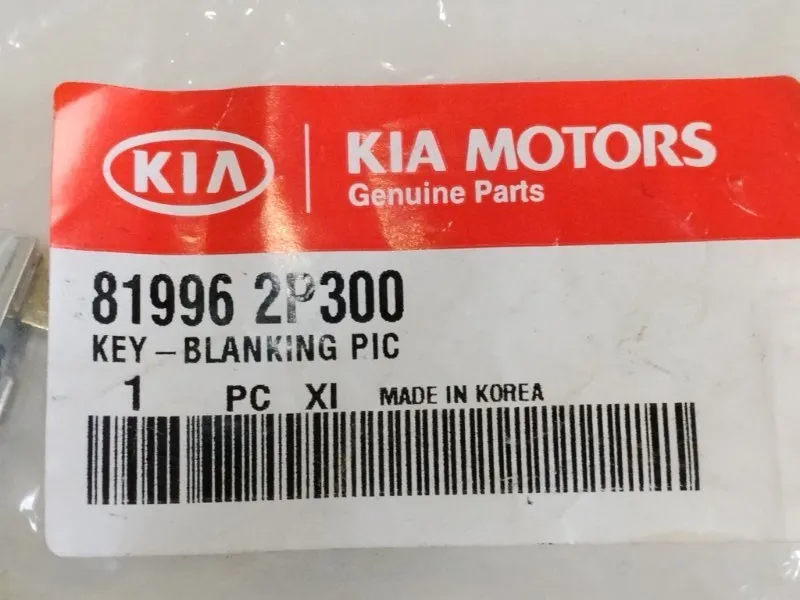 KIA
KIA MOTORS
Genuine Parts
81996 2P300
KEY – BLANKING PIC
1 PC XI MADE IN KOREA